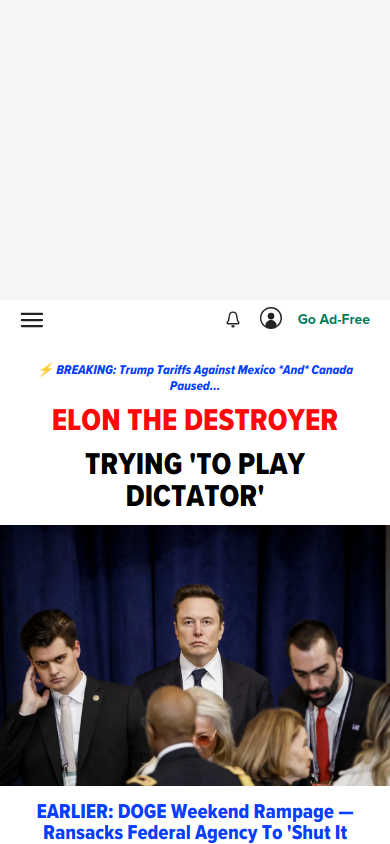 Go Ad-Free
⚡ BREAKING: Trump Tariffs Against Mexico *And* Canada
Paused...
ELON THE DESTROYER
TRYING 'TO PLAY
DICTATOR'
EARLIER: DOGE Weekend Rampage —
Ransacks Federal Agency To 'Shut It